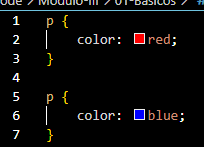 ode > Modulo-III > 01-Basicos > #
1 p {
2 color: red;
3 }
4
5 p {
6 color: blue;
7 }